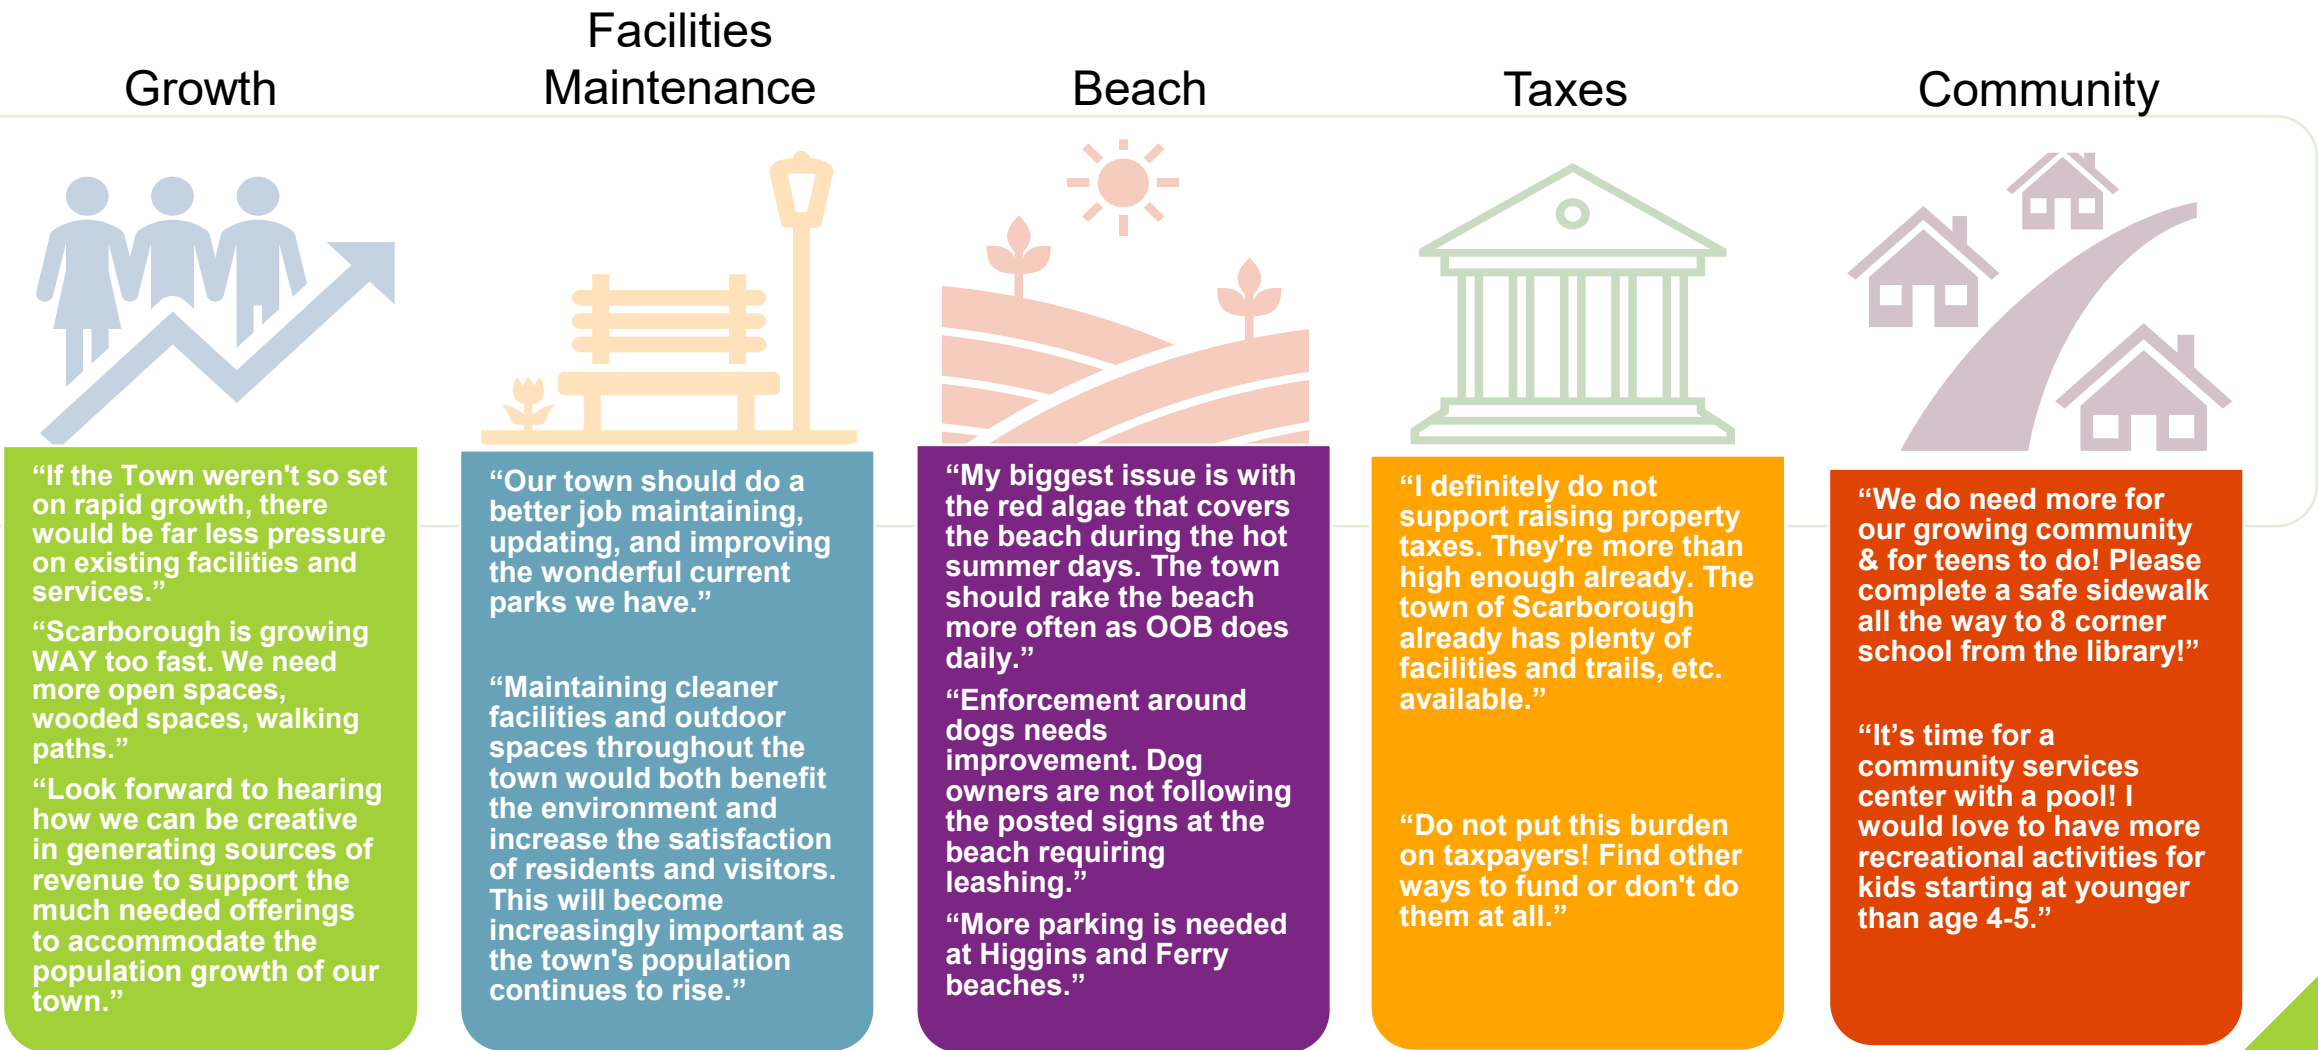 Growth
Facilities
Maintenance
Beach
Taxes
Community
“If the Town weren't so set
on rapid growth, there
would be far less pressure
on existing facilities and
services.”
“Scarborough is growing
WAY too fast. We need
more open spaces,
wooded spaces, walking
paths.”
“Look forward to hearing
how we can be creative
in generating sources of
revenue to support the
much needed offerings
to accommodate the
population growth of our
town.”
“Our town should do a
better job maintaining,
updating, and improving
the wonderful current
parks we have.”
“Maintaining cleaner
facilities and outdoor
spaces throughout the
town would both benefit
the environment and
increase the satisfaction
of residents and visitors.
This will become
increasingly important as
the town's population
continues to rise.”
“My biggest issue is with
the red algae that covers
the beach during the hot
summer days. The town
should rake the beach
more often as OOB does
daily.”
“Enforcement around
dogs needs
improvement. Dog
owners are not following
the posted signs at the
beach requiring
leashing.”
“More parking is needed
at Higgins and Ferry
beaches.”
“I definitely do not
support raising property
taxes. They're more than
high enough already. The
town of Scarborough
already has plenty of
facilities and trails, etc.
available.”
“Do not put this burden
on taxpayers! Find other
ways to fund or don't do
them at all.”
“We do need more for
our growing community
& for teens to do! Please
complete a safe sidewalk
all the way to 8 corner
school from the library!”
“It’s time for a
community services
center with a pool! I
would love to have more
recreational activities for
kids starting at younger
than age 4-5.”